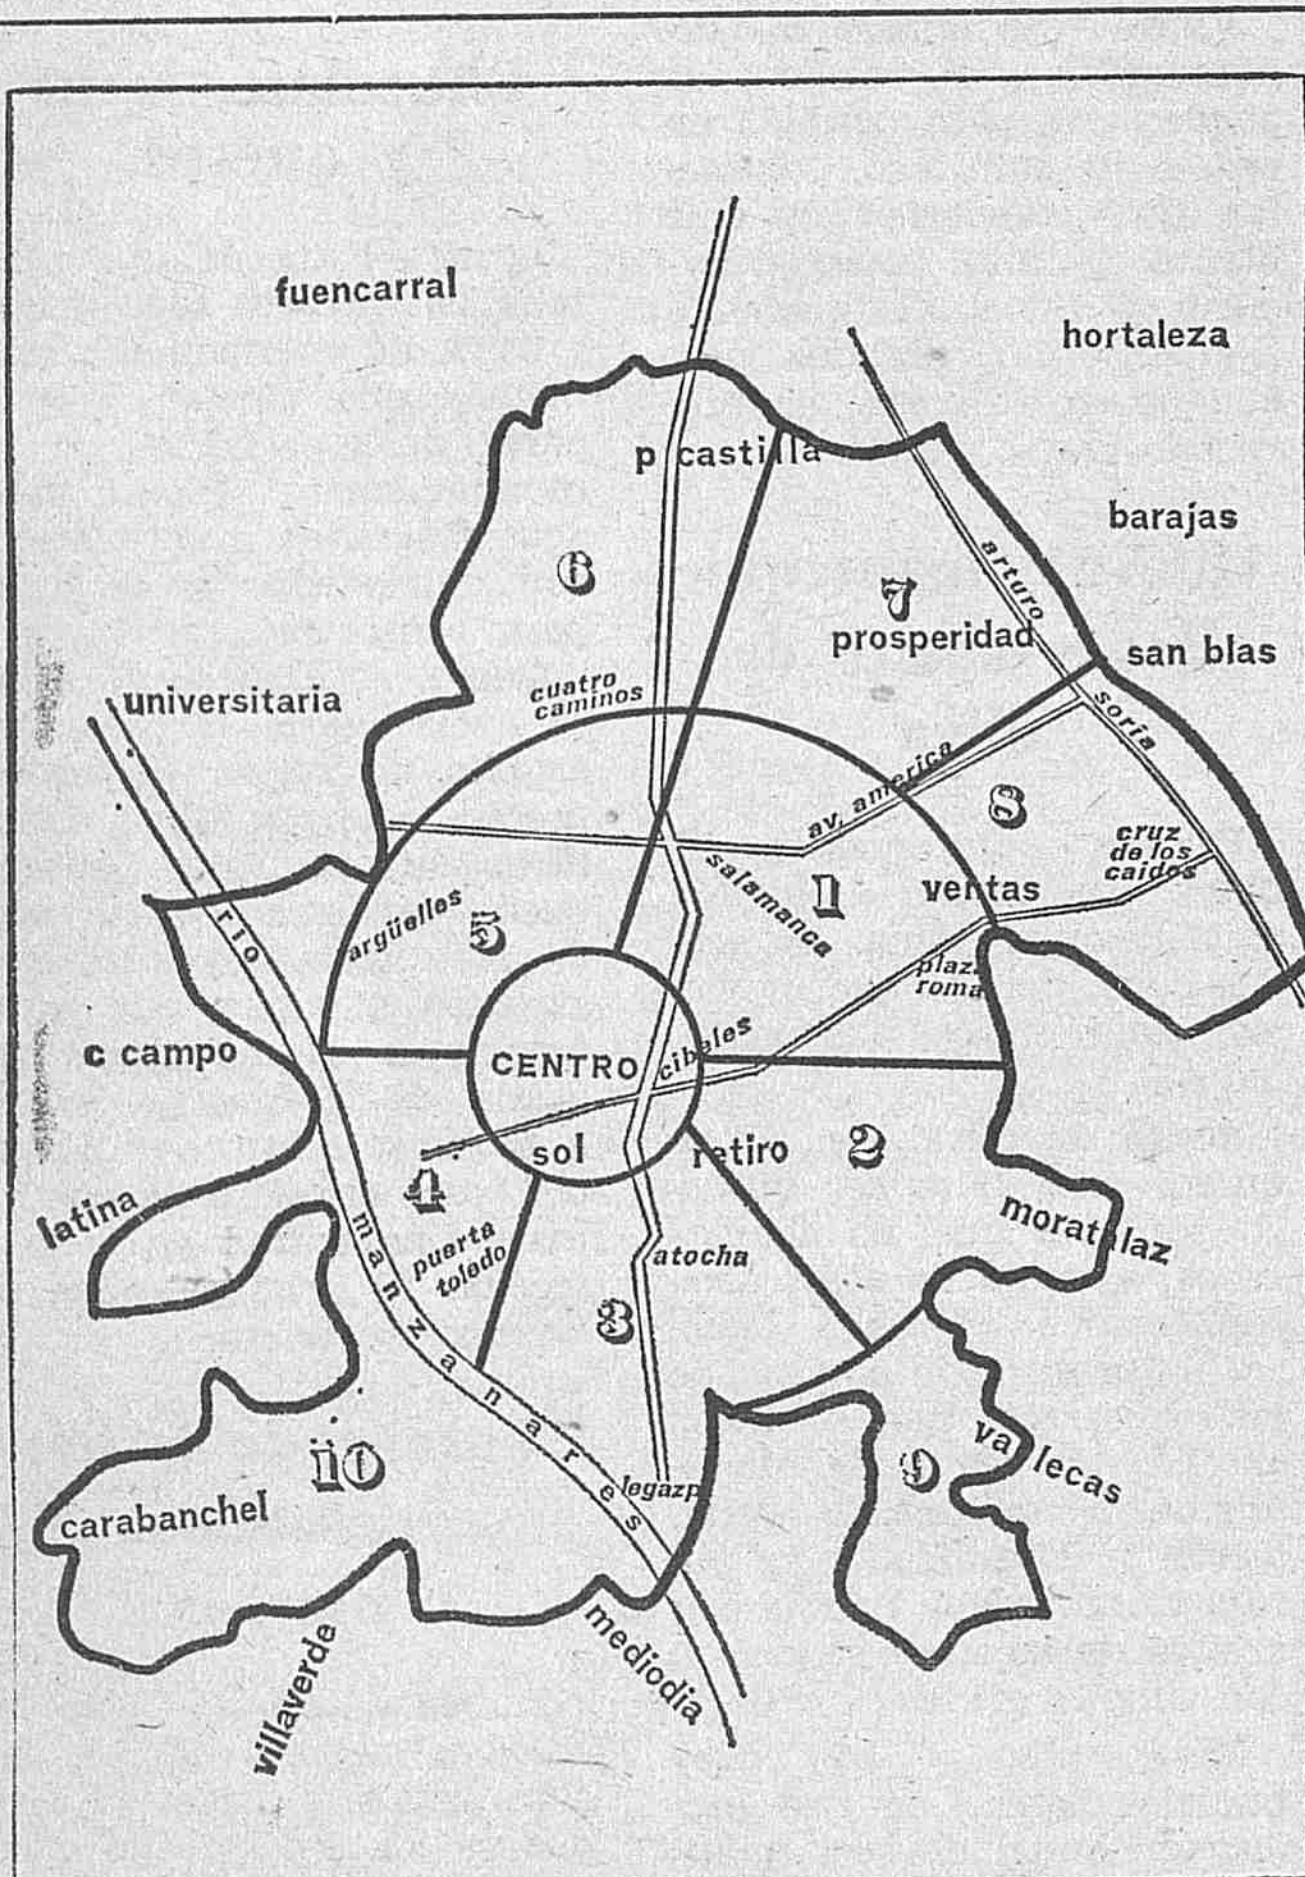 fuencarral
hortaleza
p castilla
barajas
6
arturo
7
prosperidad
san blas
universitaria
cuatro
caminos
soria
av. america
8
cruz
de los
caidos
salamanca
1
ventas
argüelles
5
rio
plaza
roma
c campo
CENTRO
cibeles
sol
retiro
2
4
latina
puerta
toledo
manzanares
atocha
moratalaz
3
10
9
vallecas
legazpi
carabanchel
villaverde
mediodia